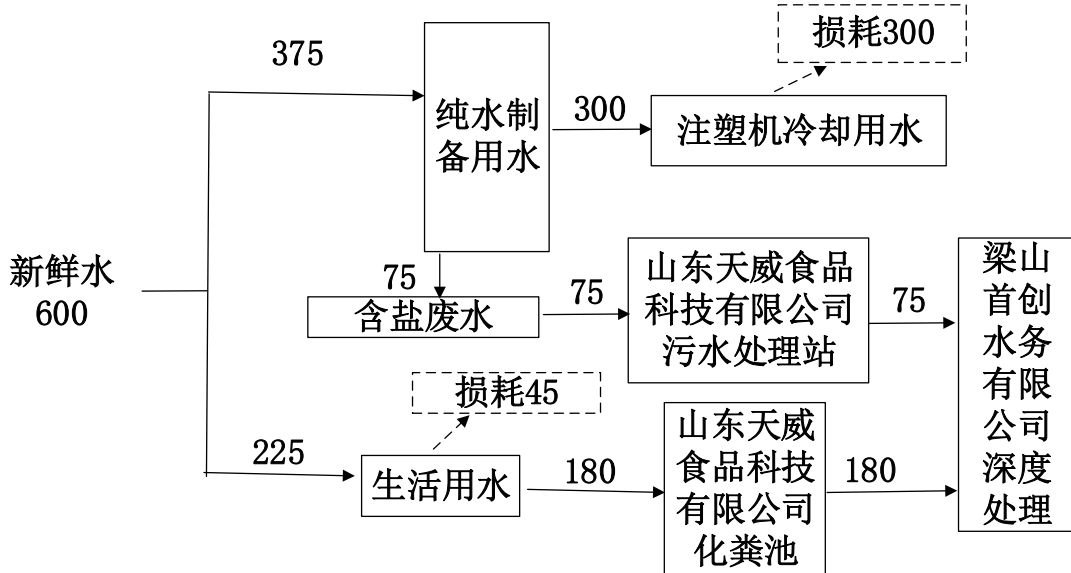 损耗300
375
纯水制
备用水
300
注塑机冷却用水
新鲜水
600
75
含盐废水
75
山东天威食品
科技有限公司
污水处理站
75
梁山
首创
水务
有限
公司
深度
处理
损耗45
225
生活用水
180
山东天威
食品科技
有限公司
化粪池
180